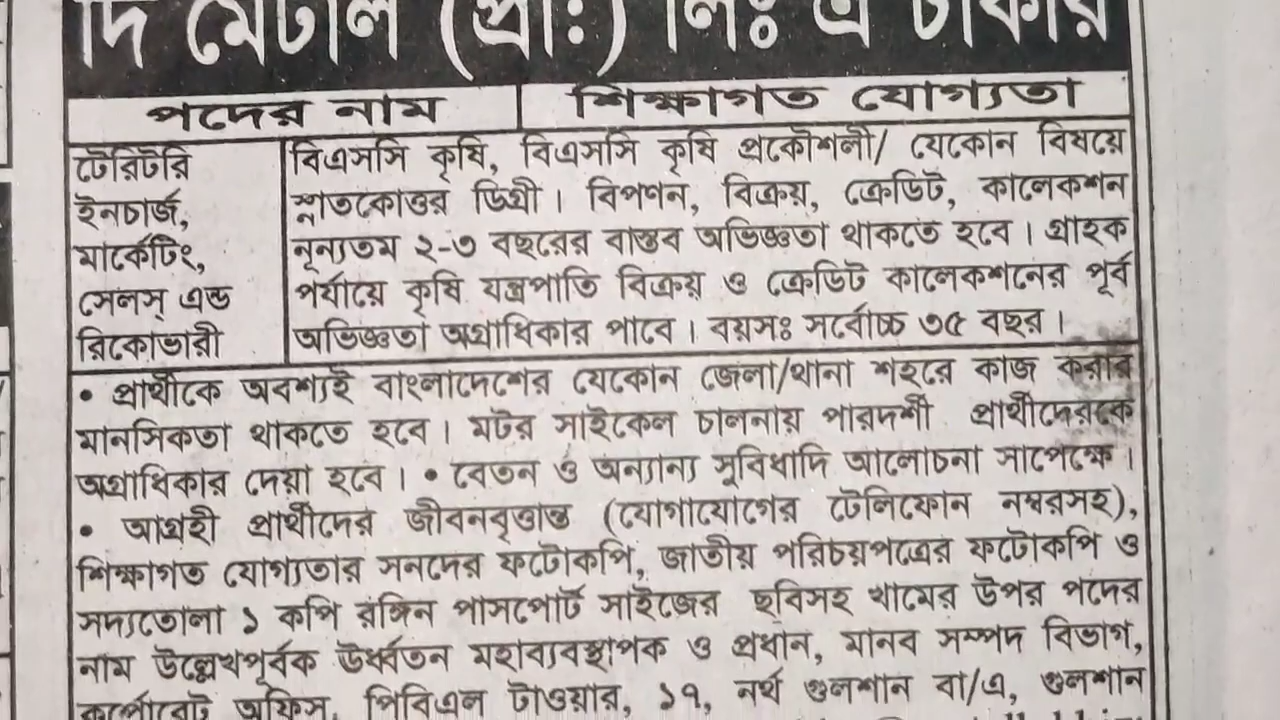 দি মেটাল (প্রা:) লিঃ এ চাকরি
পদের নাম
শিক্ষাগত যোগ্যতা
টেরিটরি
ইনচার্জ,
মার্কেটিং,
সেলস্ এন্ড
রিকোভারী
বিএসসি কৃষি, বিএসসি কৃষি প্রকৌশলী/ যেকোন বিষয়ে
স্নাতকোত্তর ডিগ্রী। বিপণন, বিক্রয়, ক্রেডিট, কালেকশন
নূন্যতম ২-৩ বছরের বাস্তব অভিজ্ঞতা থাকতে হবে। গ্রাহক
পর্যায়ে কৃষি যন্ত্রপাতি বিক্রয় ও ক্রেডিট কালেকশনের পূর্ব
অভিজ্ঞতা অগ্রাধিকার পাবে। বয়সঃ সর্বোচ্চ ৩৫ বছর।
• প্রার্থীকে অবশ্যই বাংলাদেশের যেকোন জেলা/থানা শহরে কাজ করার
মানসিকতা থাকতে হবে। মটর সাইকেল চালনায় পারদর্শী প্রার্থীদেরকে
অগ্রাধিকার দেয়া হবে। • বেতন ও অন্যান্য সুবিধাদি আলোচনা সাপেক্ষে।
• আগ্রহী প্রার্থীদের জীবনবৃত্তান্ত (যোগাযোগের টেলিফোন নম্বরসহ),
শিক্ষাগত যোগ্যতার সনদের ফটোকপি, জাতীয় পরিচয়পত্রের ফটোকপি ও
সদ্যতোলা ১ কপি রঙ্গিন পাসপোর্ট সাইজের ছবিসহ খামের উপর পদের
নাম উল্লেখপূর্বক ঊর্ধ্বতন মহাব্যবস্থাপক ও প্রধান, মানব সম্পদ বিভাগ,
কর্পোরেট অফিস, পিবিএল টাওয়ার, ১৭, নর্থ গুলশান বা/এ, গুলশান